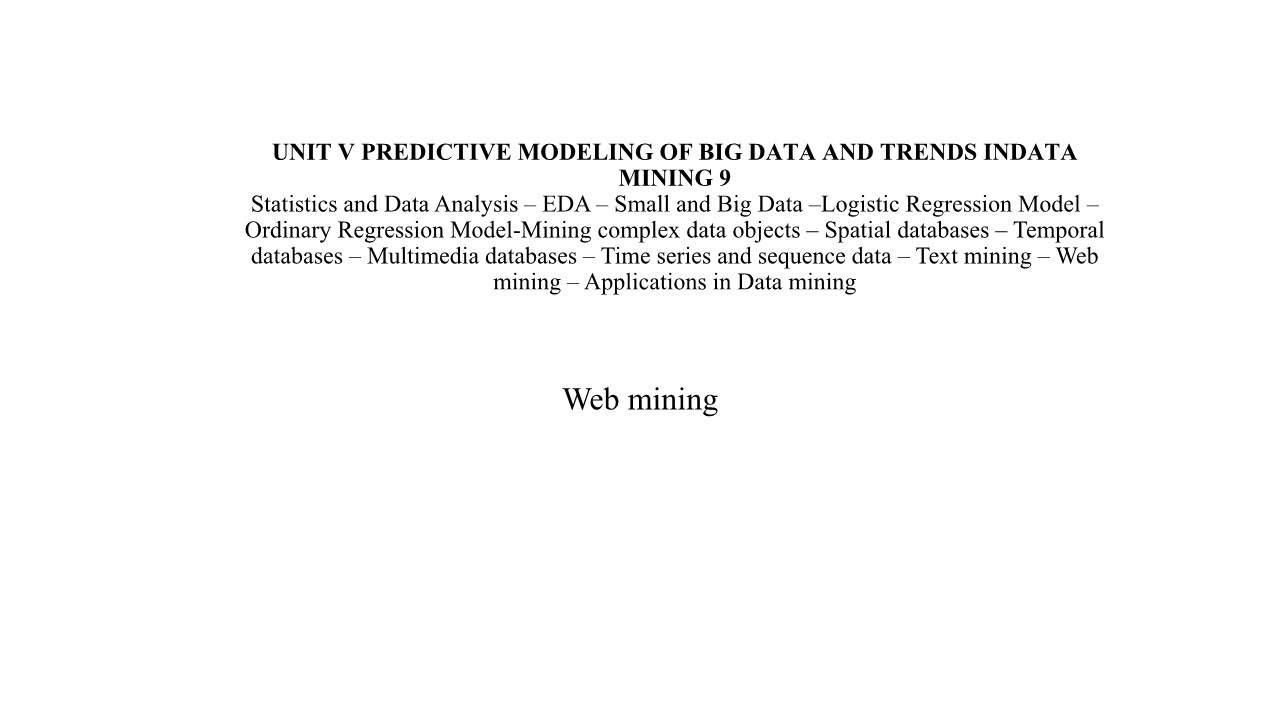 UNIT V PREDICTIVE MODELING OF BIG DATA AND TRENDS INDATA
MINING 9
Statistics and Data Analysis – EDA – Small and Big Data –Logistic Regression Model –
Ordinary Regression Model-Mining complex data objects – Spatial databases – Temporal
databases – Multimedia databases – Time series and sequence data – Text mining – Web
mining – Applications in Data mining
Web mining